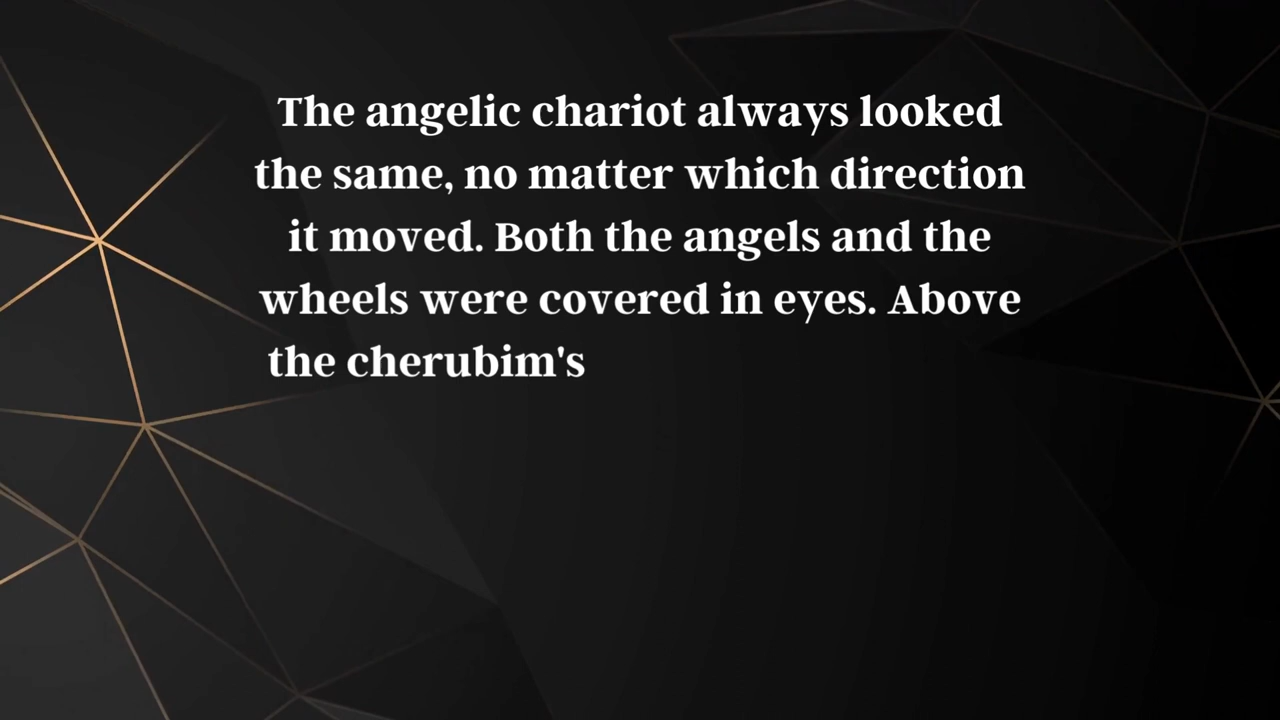 The angelic chariot always looked
the same, no matter which direction
it moved. Both the angels and the
wheels were covered in eyes. Above
the cherubim's